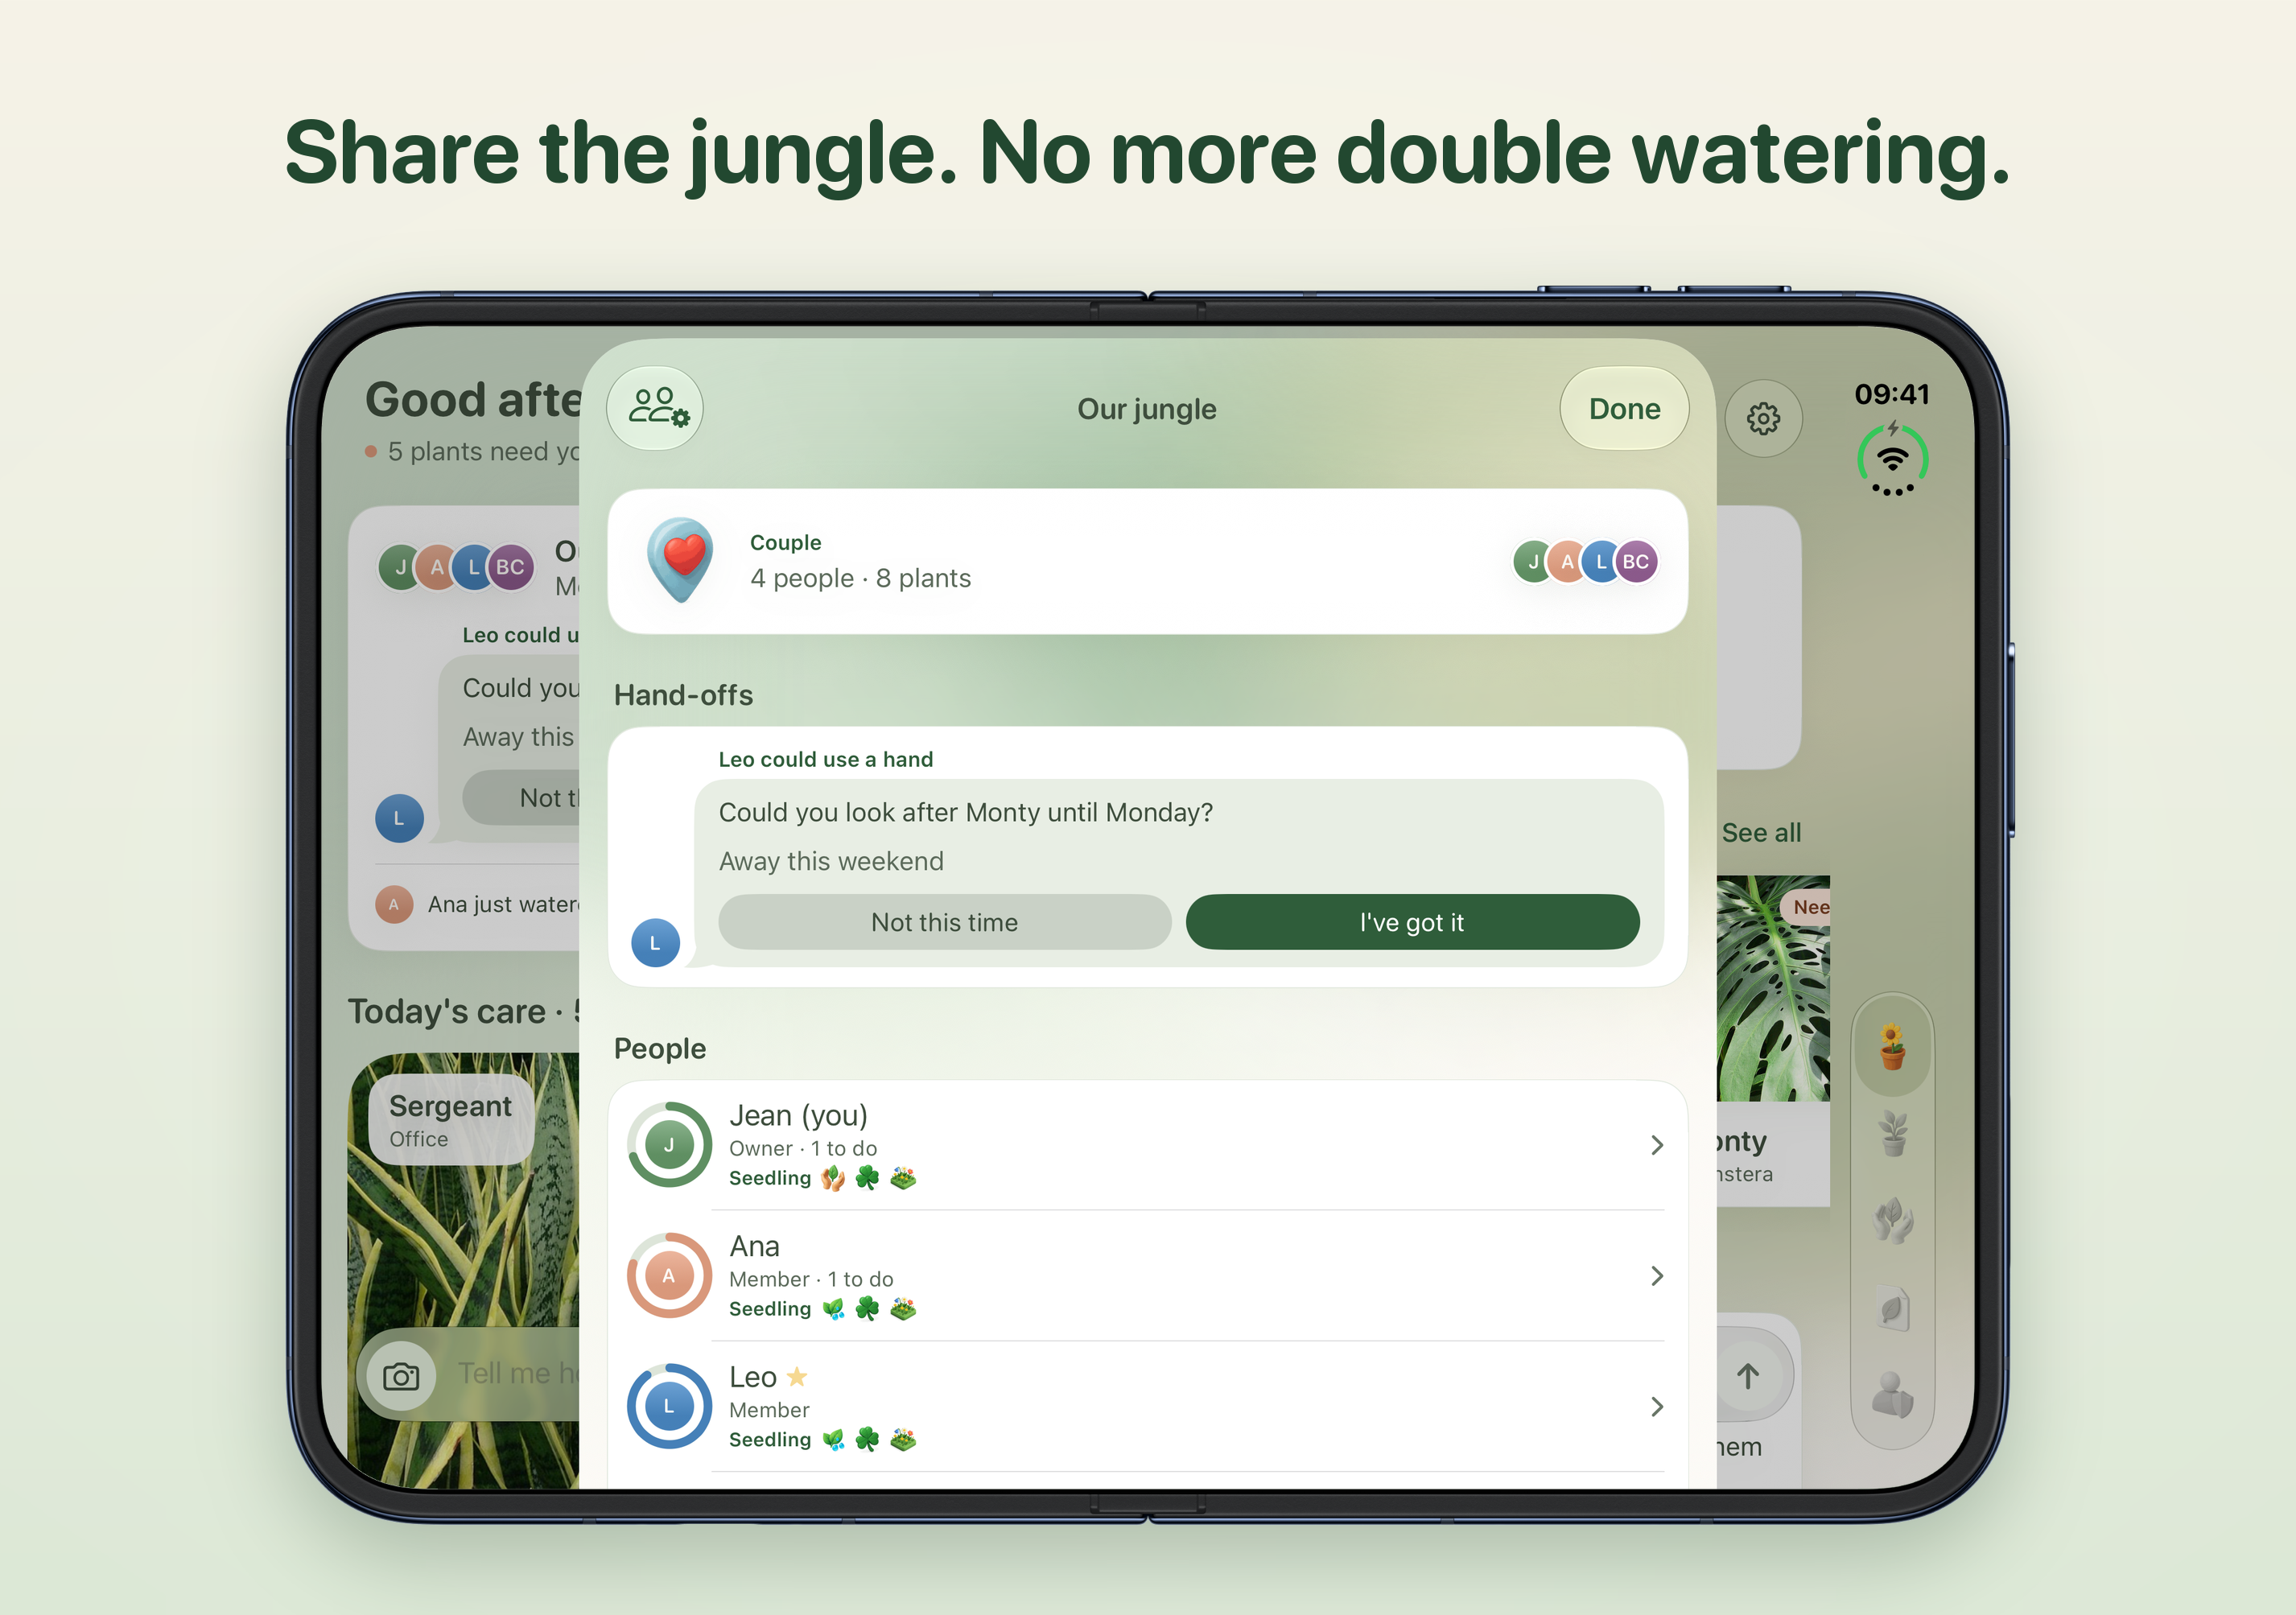 Share the jungle. No more double watering.
Good afte
5 plants need yo
J A L BC
Leo could u
Could you
Away this
Not t
L
A
Ana just water
Today's care ·
Sergeant
Office
Tell me h
Our jungle
Done
Couple
4 people · 8 plants
J A L BC
Hand-offs
Leo could use a hand
Could you look after Monty until Monday?
Away this weekend
Not this time
I've got it
L
People
J
Jean (you)
Owner · 1 to do
Seedling
A
Ana
Member · 1 to do
Seedling
L
Leo
Member
Seedling
09:41
See all
Nee
onty
nstera
hem